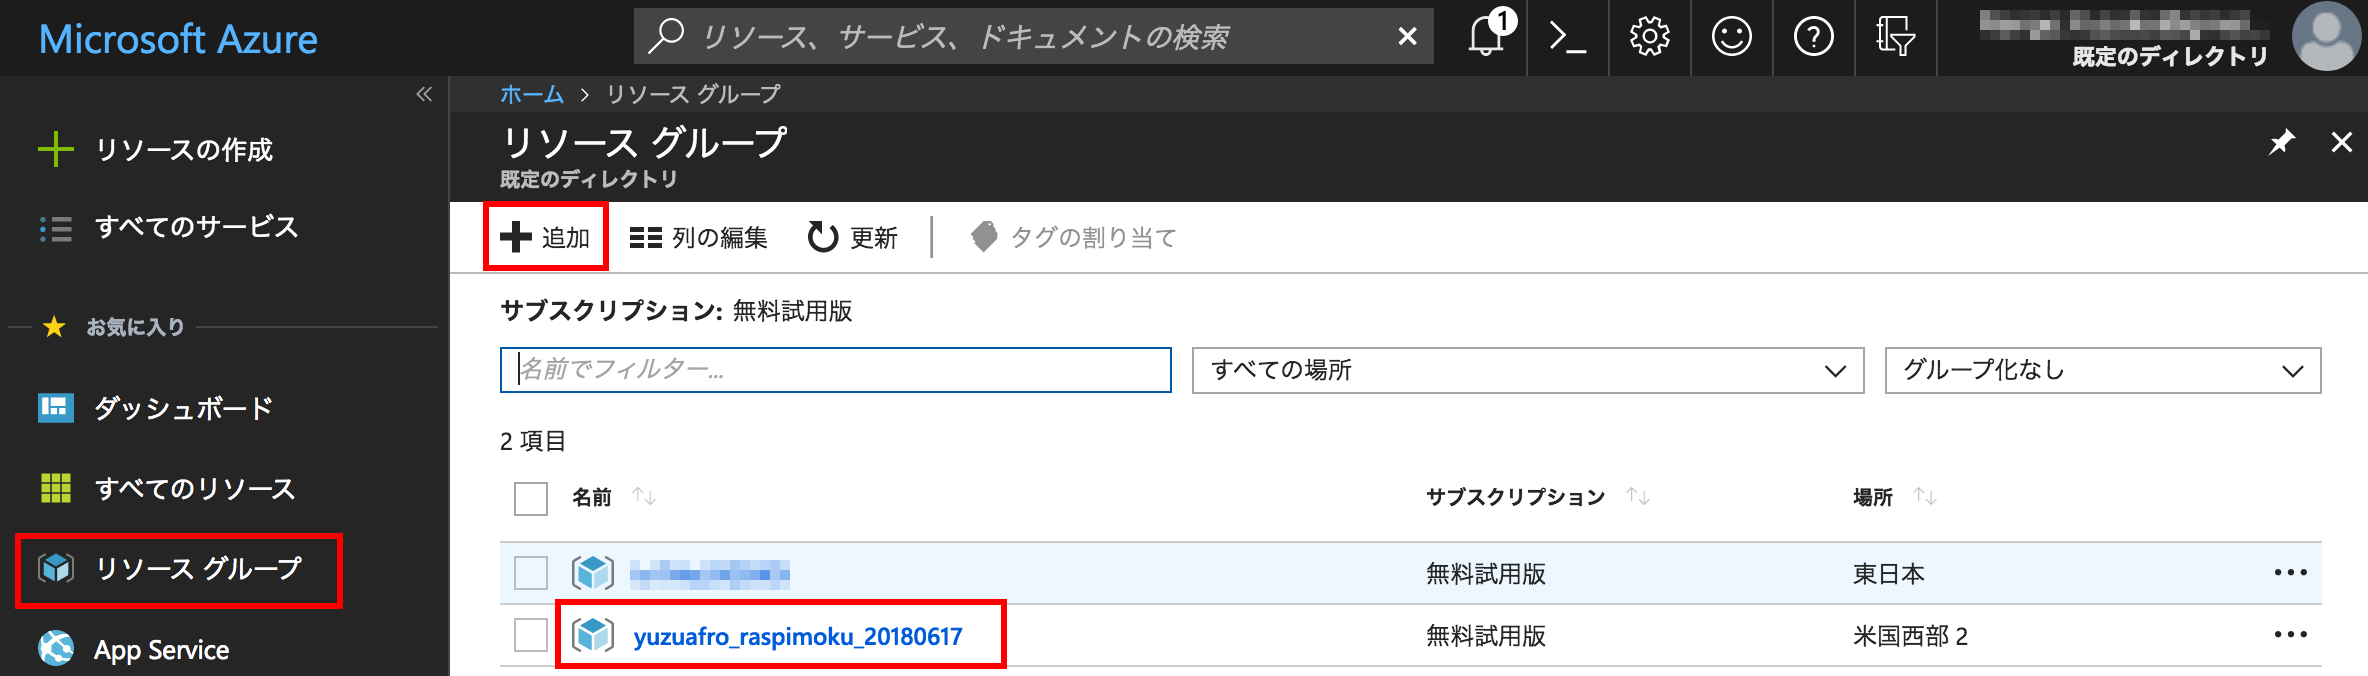 Microsoft Azure
リソース、サービス、ドキュメントの検索
1
既定のディレクトリ
ホーム > リソース グループ
リソース グループ
既定のディレクトリ
リソースの作成
すべてのサービス
お気に入り
ダッシュボード
すべてのリソース
リソース グループ
App Service
追加 列の編集 更新 タグの割り当て
サブスクリプション: 無料試用版
名前でフィルター... すべての場所 グループ化なし
2 項目
名前 サブスクリプション 場所
無料試用版 東日本
yuzuafro_raspimoku_20180617 無料試用版 米国西部 2